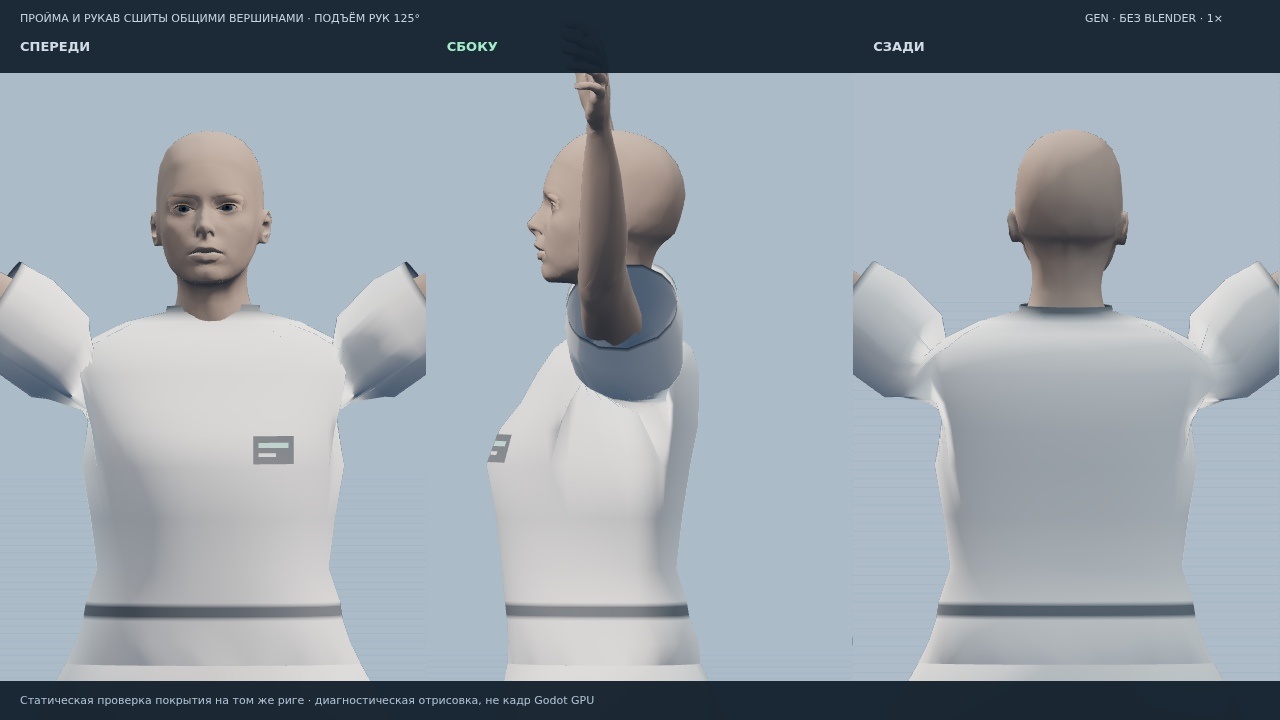 ПРОЙМА И РУКАВ СШИТЫ ОБЩИМИ ВЕРШИНАМИ · ПОДЪЁМ РУК 125°
GEN · БЕЗ BLENDER · 1×
СПЕРЕДИ
СБОКУ
СЗАДИ
Статическая проверка покрытия на том же риге · диагностическая отрисовка, не кадр Godot GPU